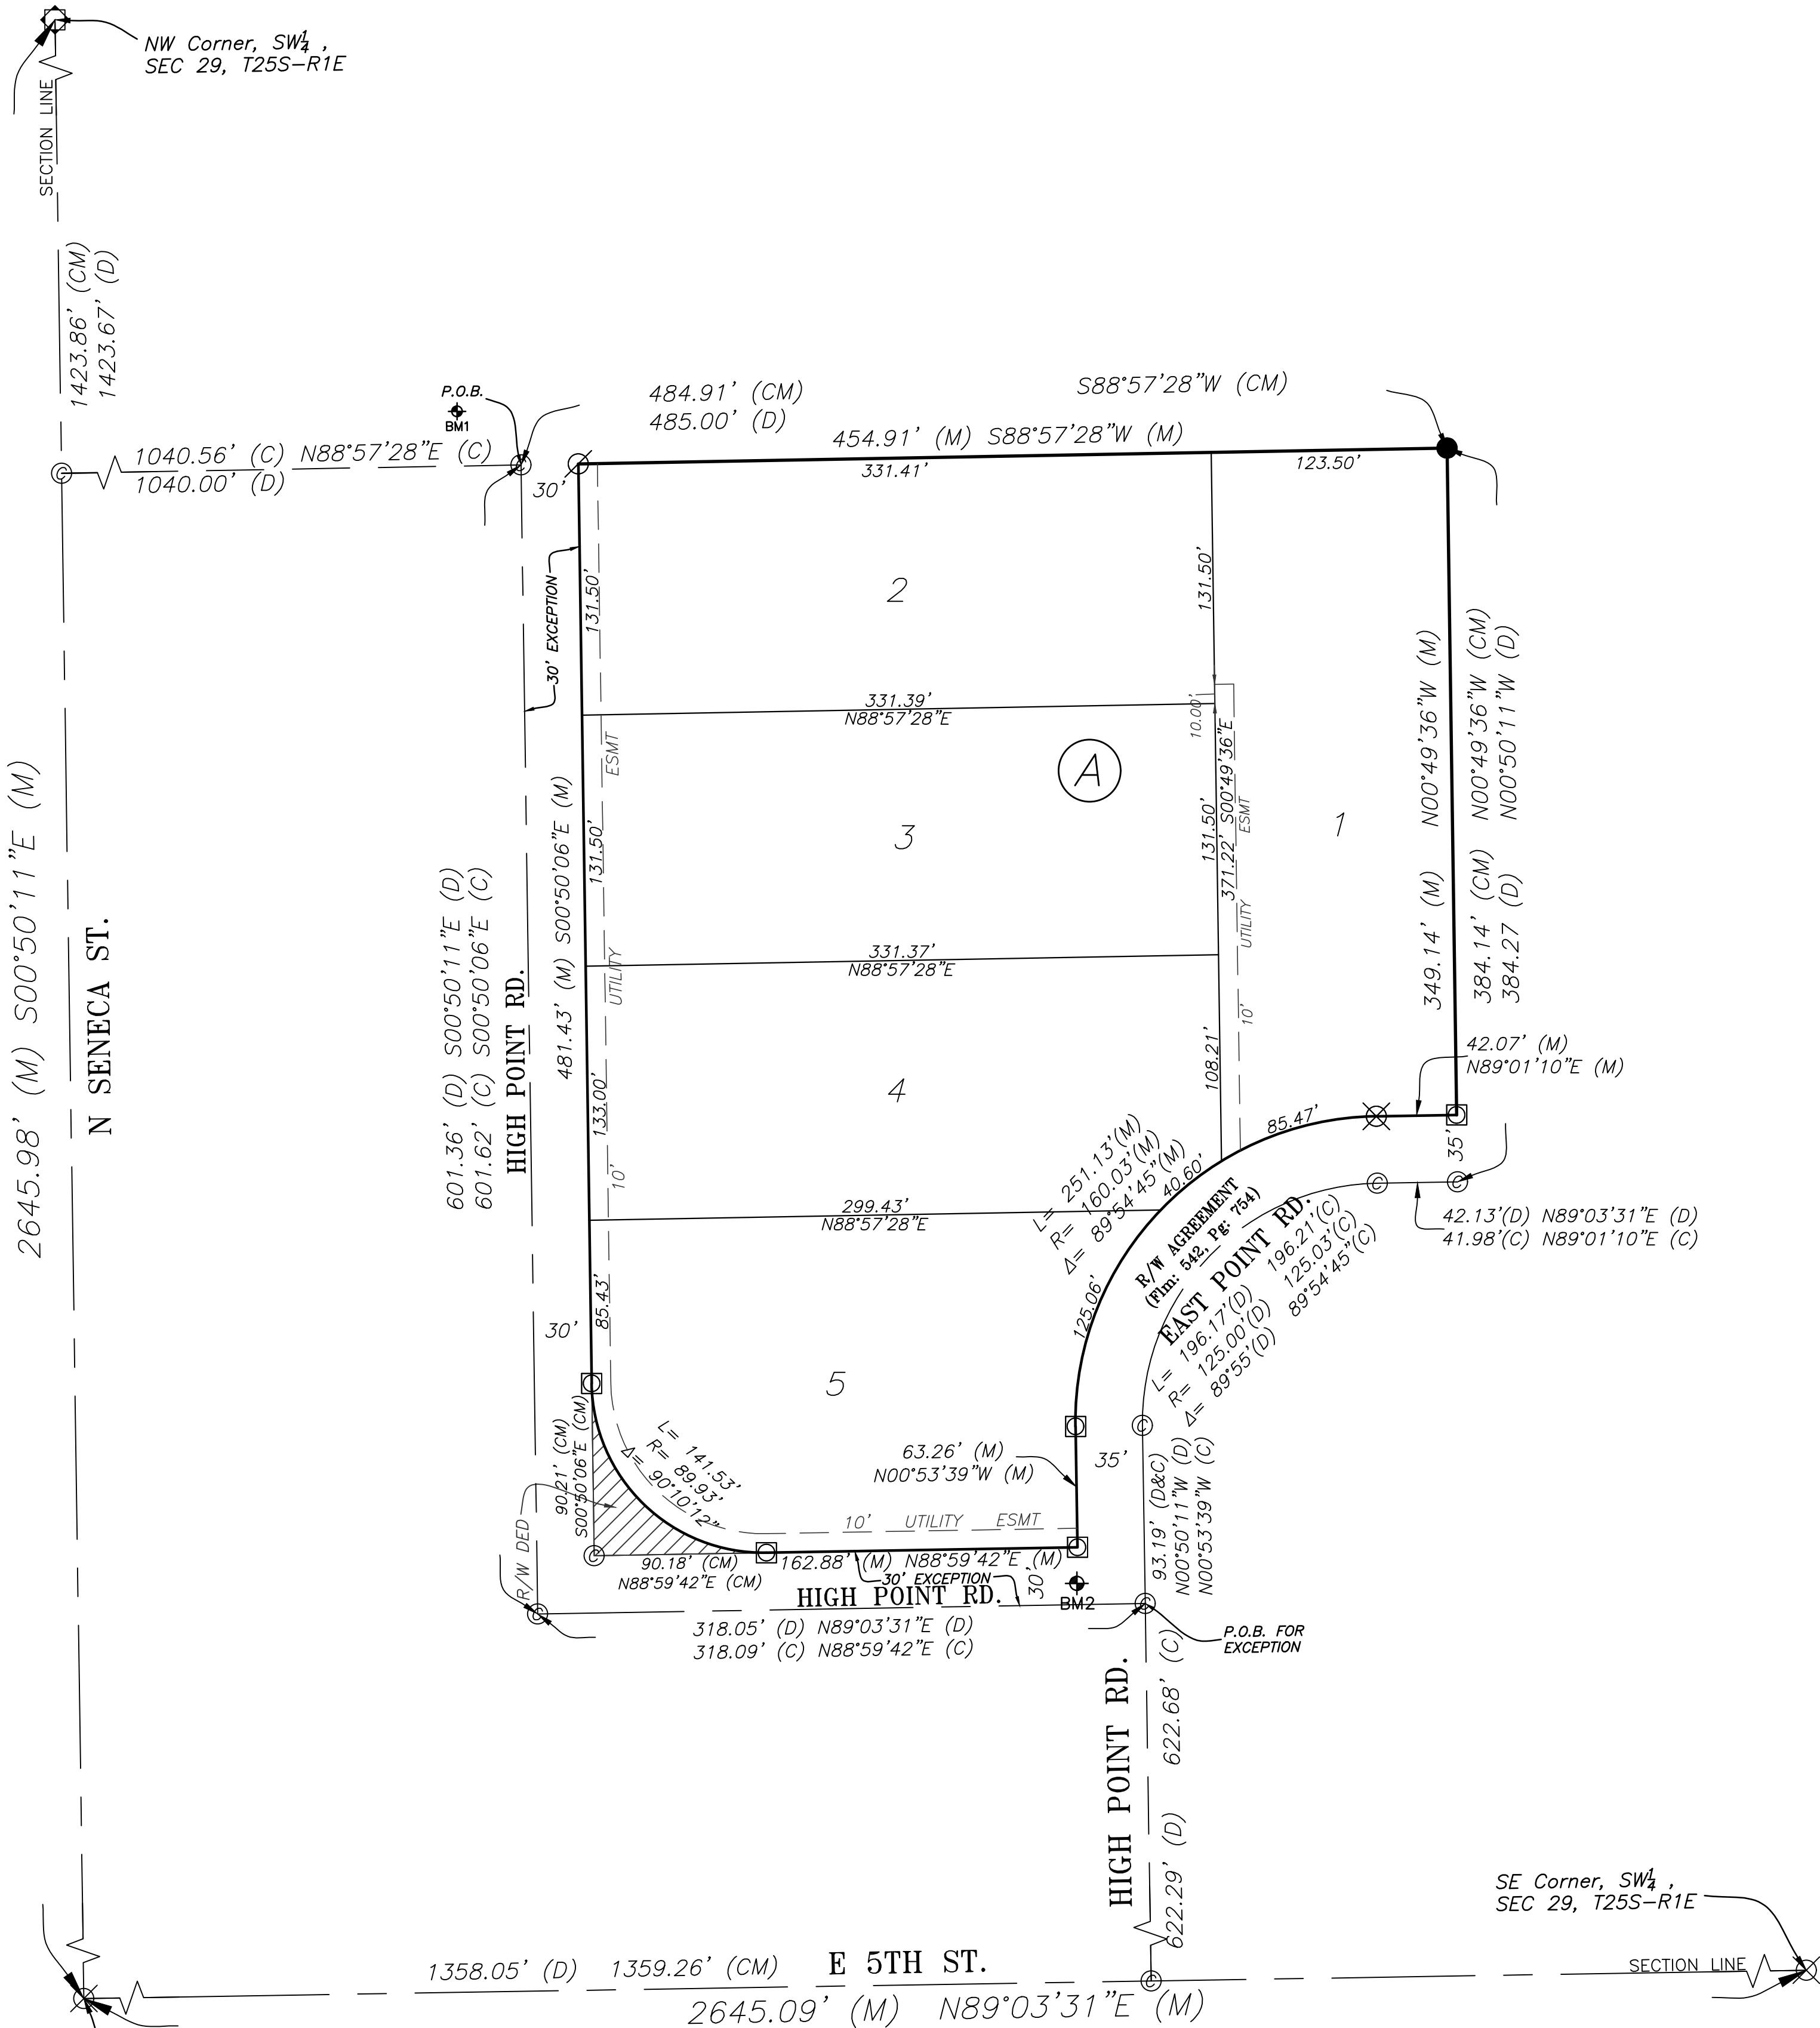 NW Corner, SW1/4 ,
SEC 29, T25S-R1E
SECTION LINE
1423.86' (CM)
1423.67' (D)
P.O.B.
BM1
1040.56' (C) N88°57'28"E (C)
1040.00' (D)
30'
484.91' (CM)
485.00' (D)
S88°57'28"W (CM)
454.91' (M) S88°57'28"W (M)
331.41'
123.50'
30' EXCEPTION
131.50'
2
131.50'
331.39'
N88°57'28"E
10.00'
ESMT
A
131.50'
371.22' S00°49'36"E
ESMT
UTILITY
10'
1
N00°49'36"W (M)
349.14' (M)
N00°49'36"W (CM)
384.14' (CM)
N00°50'11"W (D)
384.27 (D)
2645.98' (M) S00°50'11"E (M)
N SENECA ST.
601.36' (D) S00°50'11"E (D)
601.62' (C) S00°50'06"E (C)
HIGH POINT RD.
481.43' (M) S00°50'06"E (M)
131.50'
3
UTILITY
331.37'
N88°57'28"E
108.21'
133.00'
10'
4
42.07' (M)
N89°01'10"E (M)
85.47'
35'
40.60'
L= 251.13'(M)
R= 160.03'(M)
Δ= 89°54'45"(M)
R/W AGREEMENT
(Flm: 542, Pg: 754)
EAST POINT RD.
42.13'(D) N89°03'31"E (D)
41.98'(C) N89°01'10"E (C)
L= 196.17'(D) 196.21'(C)
R= 125.00'(D) 125.03'(C)
Δ= 89°55'(D) 89°54'45"(C)
299.43'
N88°57'28"E
85.43'
30'
125.06'
5
90.21' (CM)
S00°50'06"E (CM)
L= 141.53'
R= 89.93'
Δ= 90°10'12"
63.26' (M)
N00°53'39"W (M)
35'
93.19' (D&C)
N00°50'11"W (D)
N00°53'39"W (C)
R/W DED
10' UTILITY ESMT
90.18' (CM)
N88°59'42"E (CM)
162.88' (M) N88°59'42"E (M)
30' EXCEPTION
30'
HIGH POINT RD.
BM2
318.05' (D) N89°03'31"E (D)
318.09' (C) N88°59'42"E (C)
P.O.B. FOR
EXCEPTION
HIGH POINT RD.
622.29' (D) 622.68' (C)
SE Corner, SW1/4 ,
SEC 29, T25S-R1E
SECTION LINE
1358.05' (D) 1359.26' (CM)
E 5TH ST.
2645.09' (M) N89°03'31"E (M)